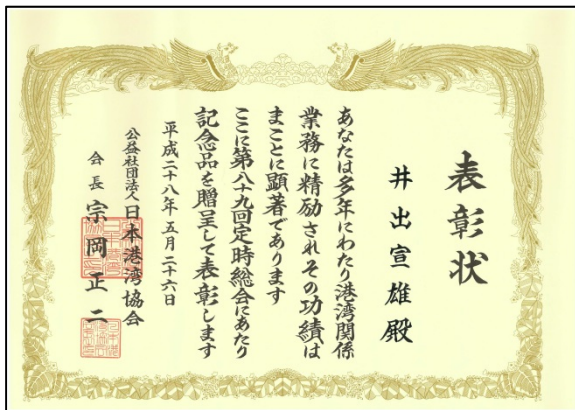 表彰状
井出宣雄殿
あなたは多年にわたり港湾関係
業務に精励されその功績は
まことに顕著であります
ここに第八十九回定時総会にあたり
記念品を贈呈して表彰します
平成二十八年五月二十六日
公益社団法人日本港湾協会
会長宗岡正二